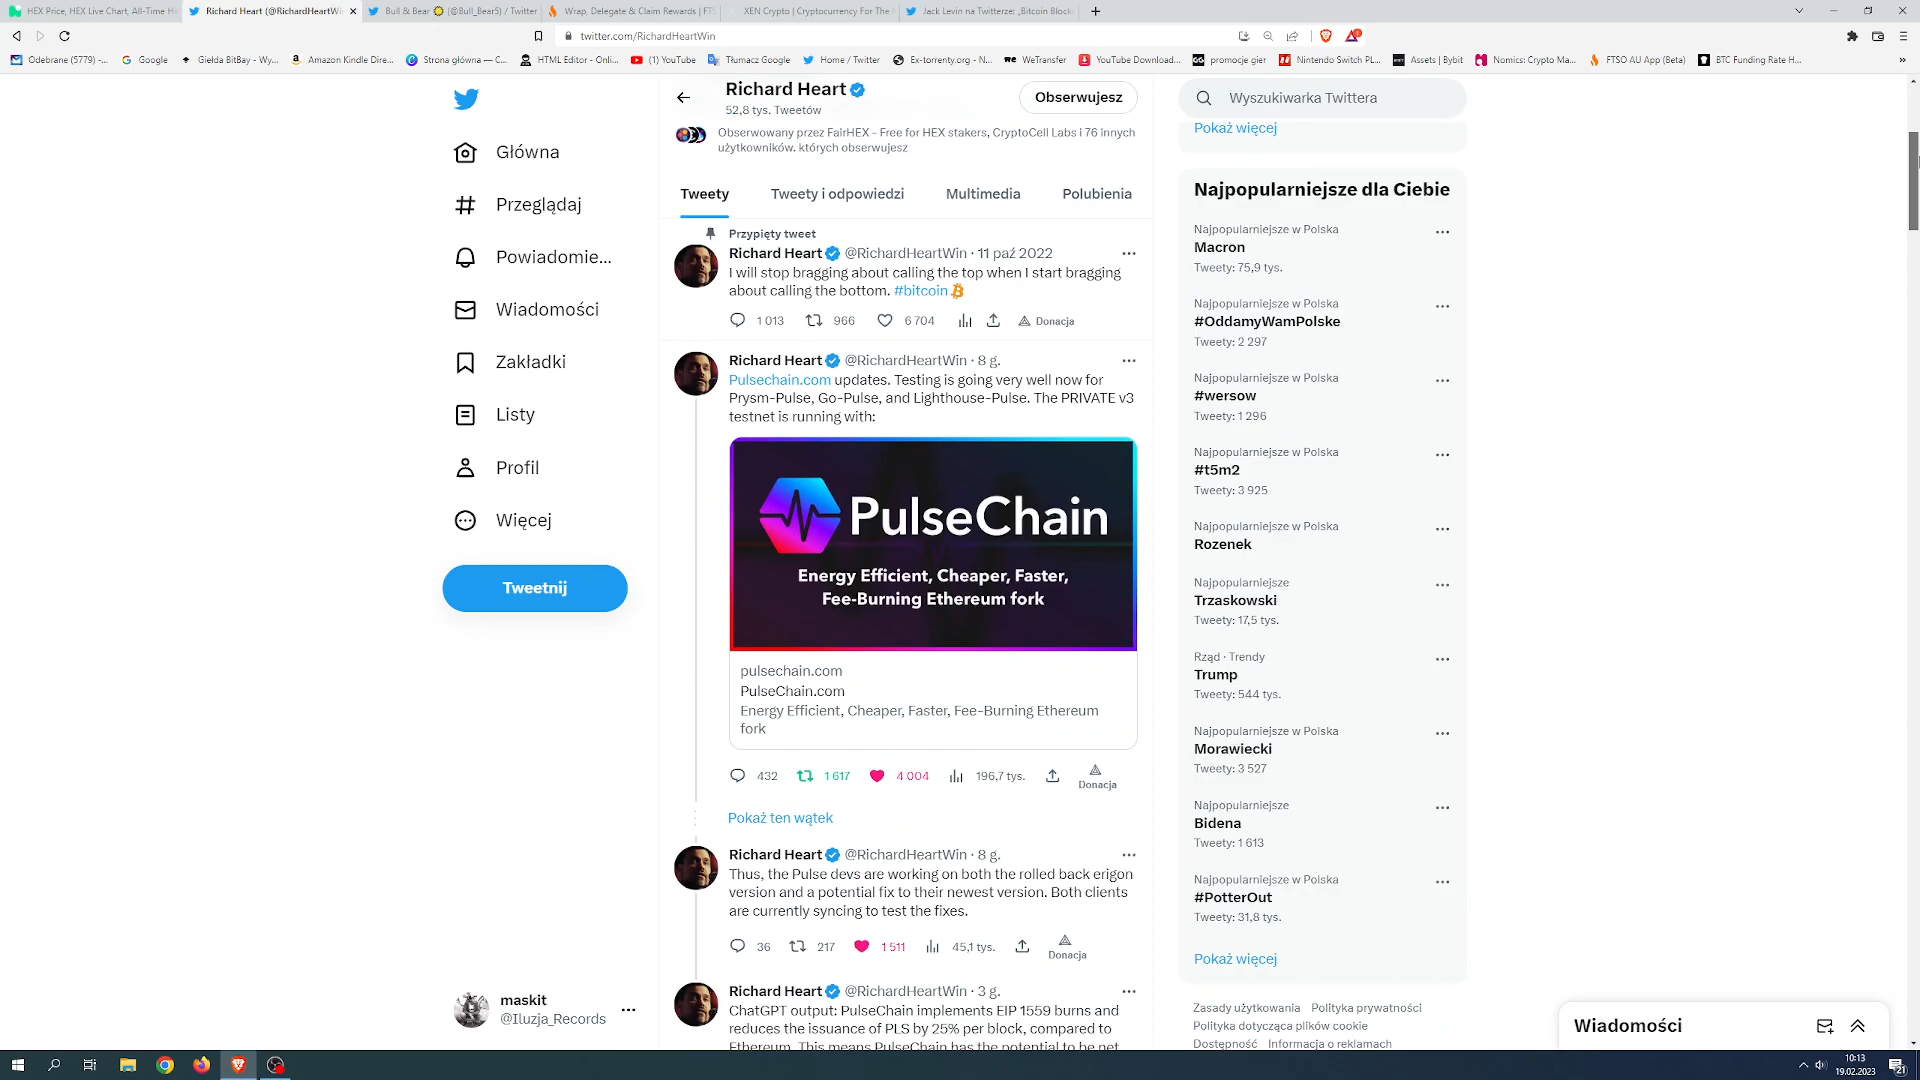 HEX Price, HEX Live Chart, All-Time Hi
Richard Heart (@RichardHeartWin
Bull & Bear (@Bull_Bear5) / Twitter
Wrap, Delegate & Claim Rewards | FTS
XEN Crypto | Cryptocurrency For The
Jack Levin na Twitterze: „Bitcoin Block
twitter.com/RichardHeartWin
Odebrane (5779) -...
Google
Giełda BitBay - Wy...
Amazon Kindle Dire...
Strona główna — C...
HTML Editor - Onli...
(1) YouTube
Tłumacz Google
Home / Twitter
Ex-torrenty.org - N...
WeTransfer
YouTube Download...
promocje gier
Nintendo Switch PL...
Assets | Bybit
Nomics: Crypto Ma...
FTSO AU App (Beta)
BTC Funding Rate H...
Główna
Przeglądaj
Powiadomie...
Wiadomości
Zakładki
Listy
Profil
Więcej
Tweetnij
maskit
@Iluzja_Records
Richard Heart
52,8 tys. Tweetów
Obserwujesz
Obserwowany przez FairHEX - Free for HEX stakers, CryptoCell Labs i 76 innych
użytkowników, których obserwujesz
Tweety
Tweety i odpowiedzi
Multimedia
Polubienia
Przypięty tweet
Richard Heart @RichardHeartWin · 11 paź 2022
I will stop bragging about calling the top when I start bragging
about calling the bottom. #bitcoin
1 013 966 6 704 Donacja
Richard Heart @RichardHeartWin · 8 g.
Pulsechain.com updates. Testing is going very well now for
Prysm-Pulse, Go-Pulse, and Lighthouse-Pulse. The PRIVATE v3
testnet is running with:
PulseChain
Energy Efficient, Cheaper, Faster,
Fee-Burning Ethereum fork
pulsechain.com
PulseChain.com
Energy Efficient, Cheaper, Faster, Fee-Burning Ethereum
fork
432 1 617 4 004 196,7 tys.
Donacja
Pokaż ten wątek
Richard Heart @RichardHeartWin · 8 g.
Thus, the Pulse devs are working on both the rolled back erigon
version and a potential fix to their newest version. Both clients
are currently syncing to test the fixes.
36 217 1 511 45,1 tys.
Donacja
Richard Heart @RichardHeartWin · 3 g.
ChatGPT output: PulseChain implements EIP 1559 burns and
reduces the issuance of PLS by 25% per block, compared to
Ethereum. This means PulseChain has the potential to be net
Wyszukiwarka Twittera
Pokaż więcej
Najpopularniejsze dla Ciebie
Najpopularniejsze w Polska
Macron
Tweety: 75,9 tys.
Najpopularniejsze w Polska
#OddamyWamPolske
Tweety: 2 297
Najpopularniejsze w Polska
#wersow
Tweety: 1 296
Najpopularniejsze w Polska
#t5m2
Tweety: 3 925
Najpopularniejsze w Polska
Rozenek
Najpopularniejsze
Trzaskowski
Tweety: 17,5 tys.
Rząd · Trendy
Trump
Tweety: 544 tys.
Najpopularniejsze w Polska
Morawiecki
Tweety: 3 527
Najpopularniejsze
Bidena
Tweety: 1 613
Najpopularniejsze w Polska
#PotterOut
Tweety: 31,8 tys.
Pokaż więcej
Zasady użytkowania Polityka prywatności
Polityka dotycząca plików cookie
Dostępność Informacja o reklamach
Wiadomości
10:13
19.02.2023
21